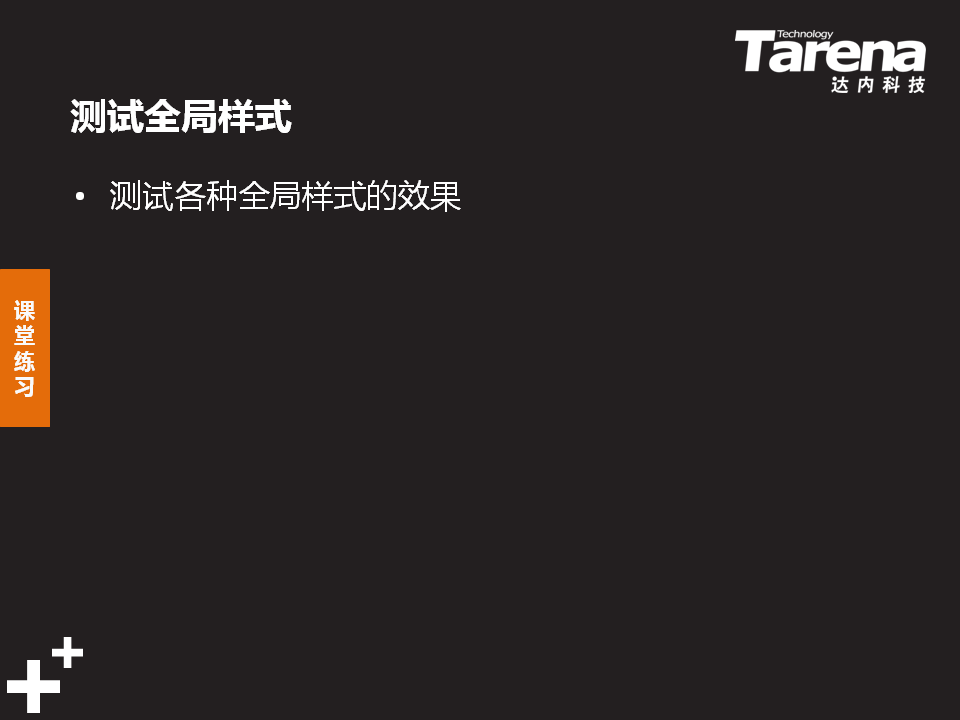 Technology
Tarena
达内科技
测试全局样式
• 测试各种全局样式的效果
课
堂
练
习